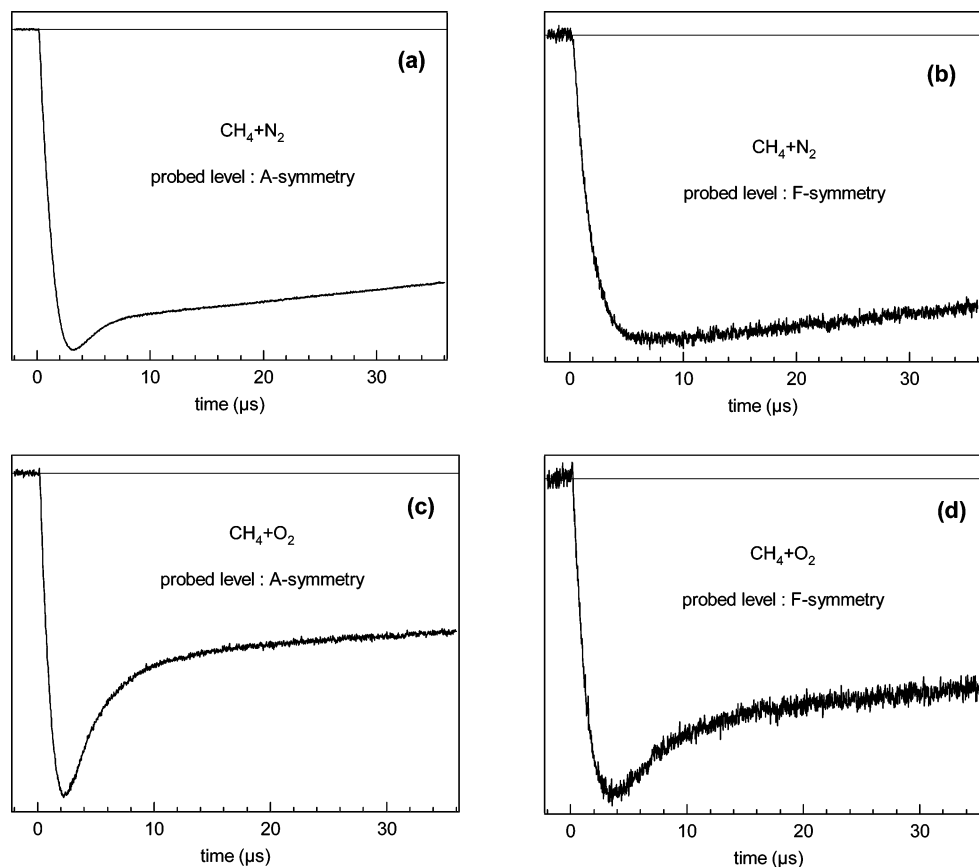 (a)
CH₄+N₂
probed level : A-symmetry
0 10 20 30
time (µs)
(b)
CH₄+N₂
probed level : F-symmetry
0 10 20 30
time (µs)
(c)
CH₄+O₂
probed level : A-symmetry
0 10 20 30
time (µs)
(d)
CH₄+O₂
probed level : F-symmetry
0 10 20 30
time (µs)